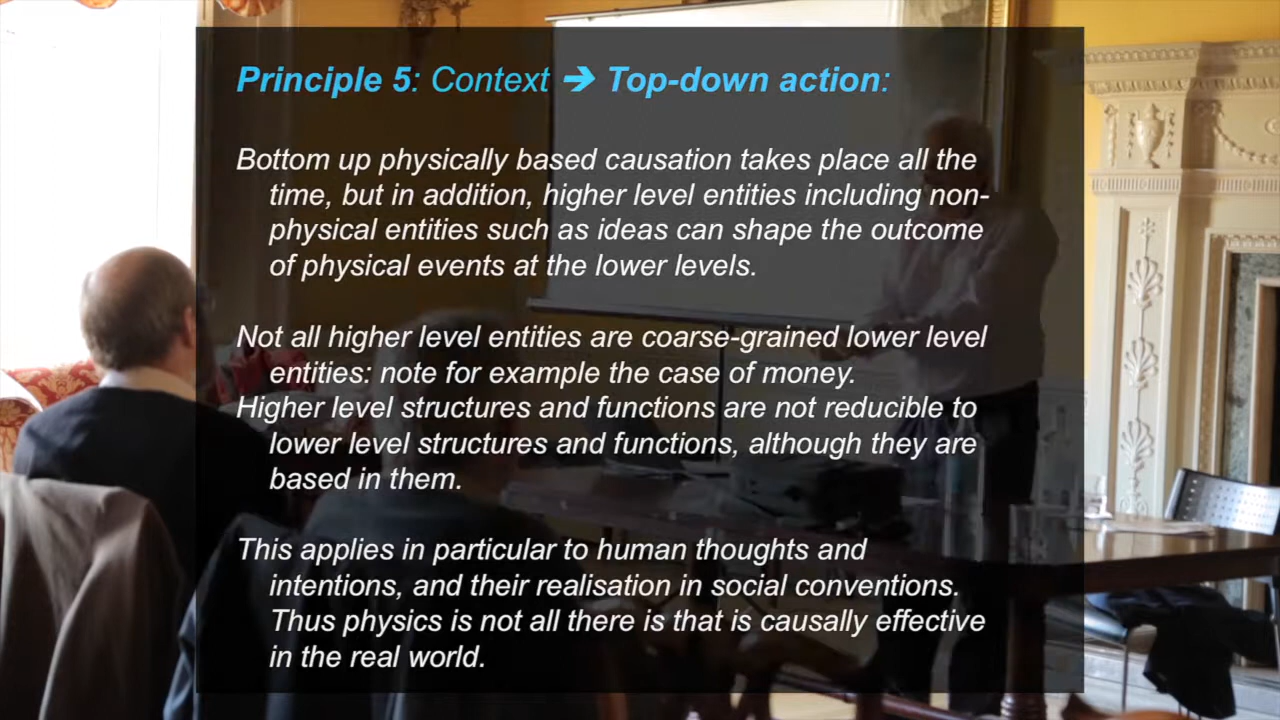 Principle 5: Context ➔ Top-down action:
Bottom up physically based causation takes place all the
time, but in addition, higher level entities including non-
physical entities such as ideas can shape the outcome
of physical events at the lower levels.
Not all higher level entities are coarse-grained lower level
entities: note for example the case of money.
Higher level structures and functions are not reducible to
lower level structures and functions, although they are
based in them.
This applies in particular to human thoughts and
intentions, and their realisation in social conventions.
Thus physics is not all there is that is causally effective
in the real world.